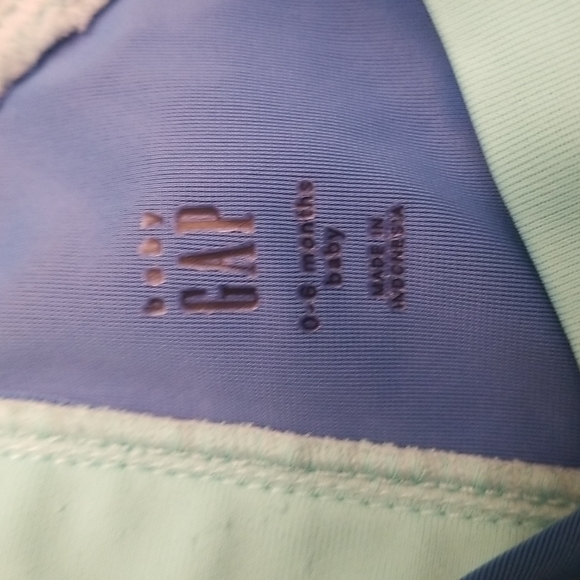 baby
GAP
0-6 months
baby
MADE IN
INDONESIA